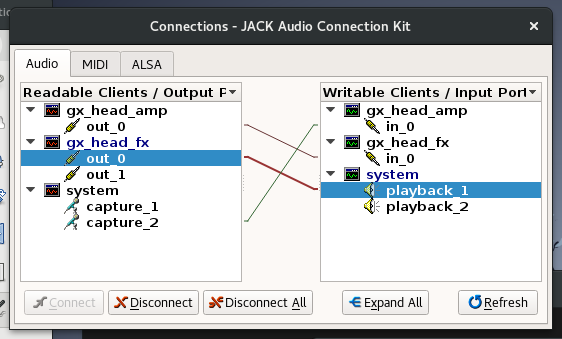 Connections - JACK Audio Connection Kit
Audio
MIDI
ALSA
Readable Clients / Output P
Writable Clients / Input Port
gx_head_amp
out_0
gx_head_fx
out_0
out_1
system
capture_1
capture_2
gx_head_amp
in_0
gx_head_fx
in_0
system
playback_1
playback_2
Connect
Disconnect
Disconnect All
Expand All
Refresh